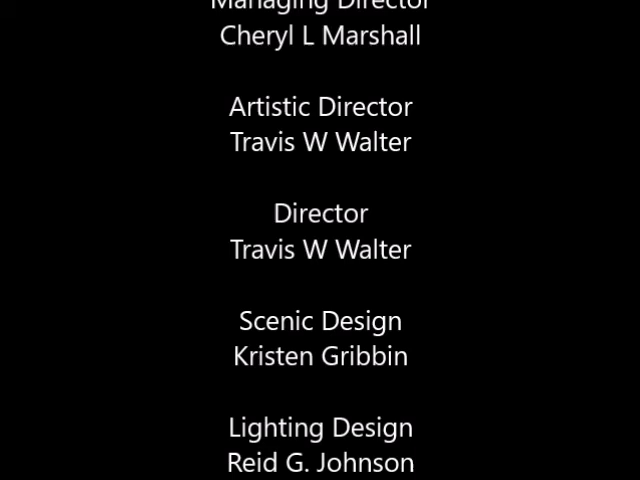 Managing Director
Cheryl L Marshall
Artistic Director
Travis W Walter
Director
Travis W Walter
Scenic Design
Kristen Gribbin
Lighting Design
Reid G. Johnson